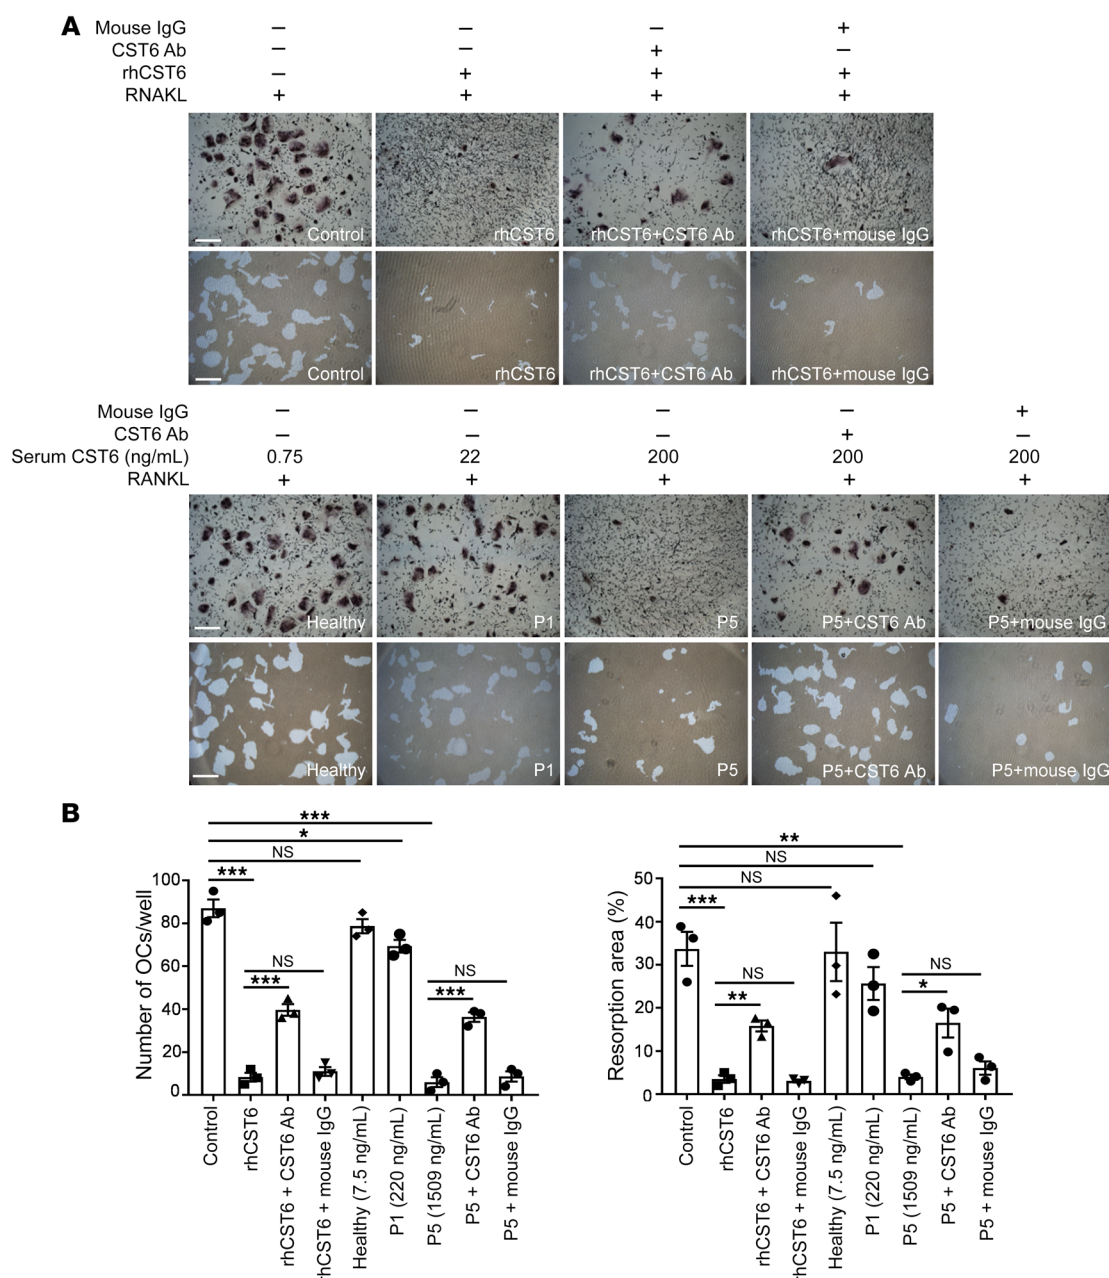 A
Mouse IgG – – – +
CST6 Ab – – + –
rhCST6 – + + +
RNAKL + + + +
Control rhCST6 rhCST6+CST6 Ab rhCST6+mouse IgG
Control rhCST6 rhCST6+CST6 Ab rhCST6+mouse IgG
Mouse IgG – – – – +
CST6 Ab – – – + –
Serum CST6 (ng/mL) 0.75 22 200 200 200
RANKL + + + + +
Healthy P1 P5 P5+CST6 Ab P5+mouse IgG
Healthy P1 P5 P5+CST6 Ab P5+mouse IgG
B
Number of OCs/well
100
80
60
40
20
0
***
*
NS
***
NS
***
NS
***
Control
rhCST6
rhCST6 + CST6 Ab
rhCST6 + mouse IgG
Healthy (7.5 ng/mL)
P1 (220 ng/mL)
P5 (1509 ng/mL)
P5 + CST6 Ab
P5 + mouse IgG
Resorption area (%)
50
40
30
20
10
0
**
NS
NS
***
NS
**
NS
*
Control
rhCST6
rhCST6 + CST6 Ab
rhCST6 + mouse IgG
Healthy (7.5 ng/mL)
P1 (220 ng/mL)
P5 (1509 ng/mL)
P5 + CST6 Ab
P5 + mouse IgG